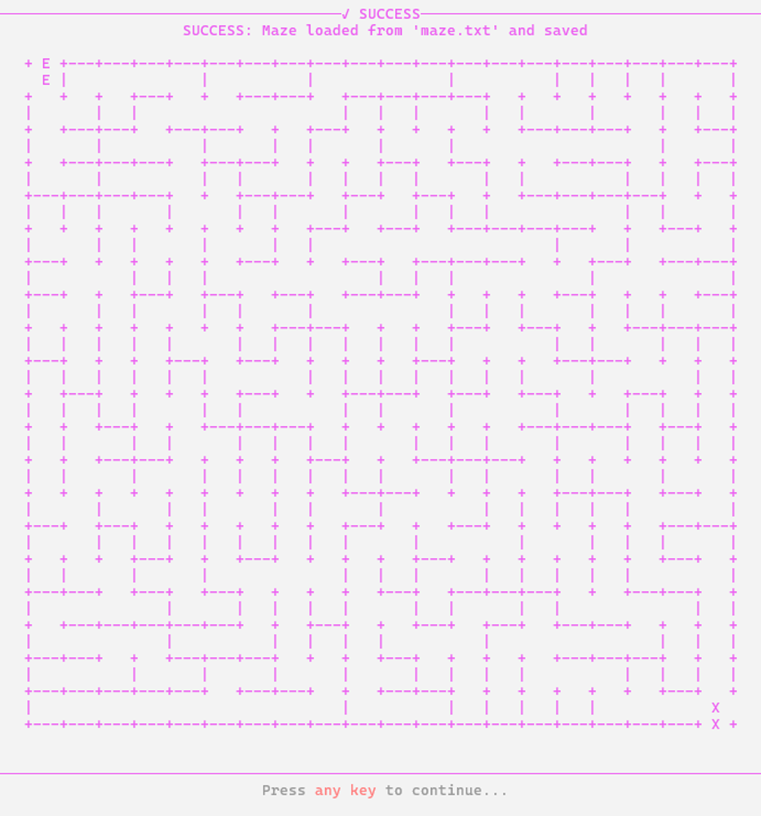 ✓ SUCCESS
SUCCESS: Maze loaded from 'maze.txt' and saved
E
E
X
X
Press any key to continue...